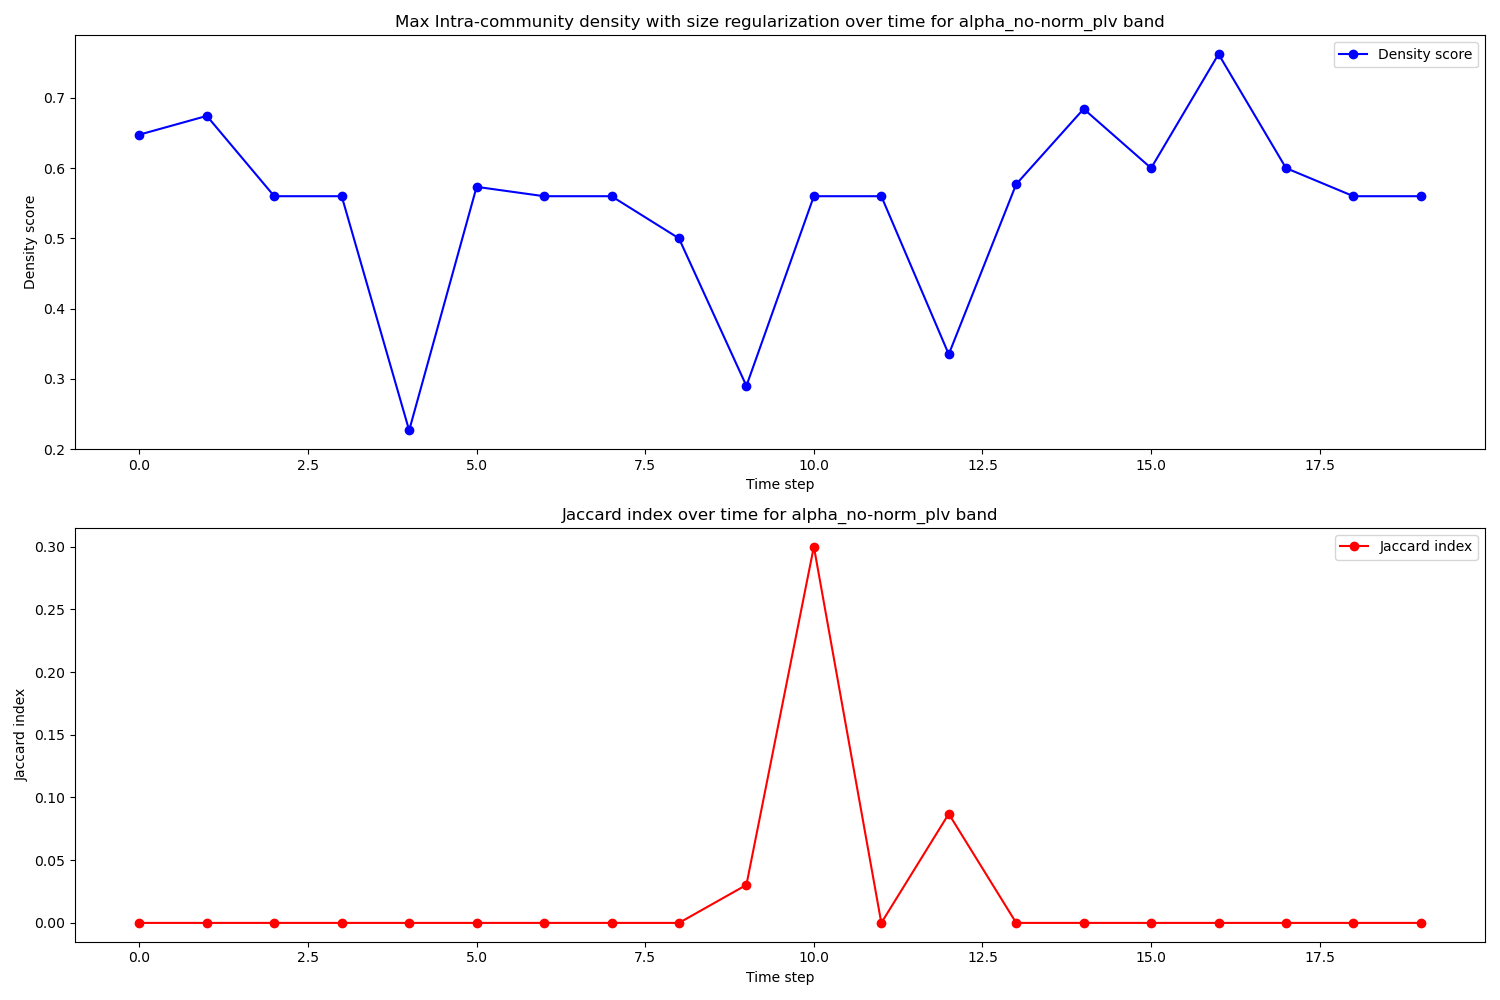 Max Intra-community density with size regularization over time for alpha_no-norm_plv band
Density score
0.7
0.6
0.5
0.4
0.3
0.2
Density score
0.0 2.5 5.0 7.5 10.0 12.5 15.0 17.5
Time step
Jaccard index over time for alpha_no-norm_plv band
Jaccard index
0.30
0.25
0.20
0.15
0.10
0.05
0.00
Jaccard index
0.0 2.5 5.0 7.5 10.0 12.5 15.0 17.5
Time step